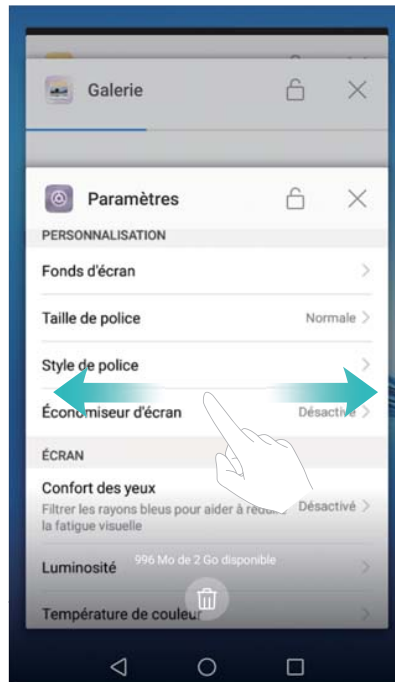 Galerie
Paramètres
PERSONNALISATION
Fonds d'écran
Taille de police Normale
Style de police
Économiseur d'écran Désactivé
ÉCRAN
Confort des yeux
Filtrer les rayons bleus pour aider à réduire Désactivé
la fatigue visuelle
996 Mo de 2 Go disponible
Luminosité
Température de couleur